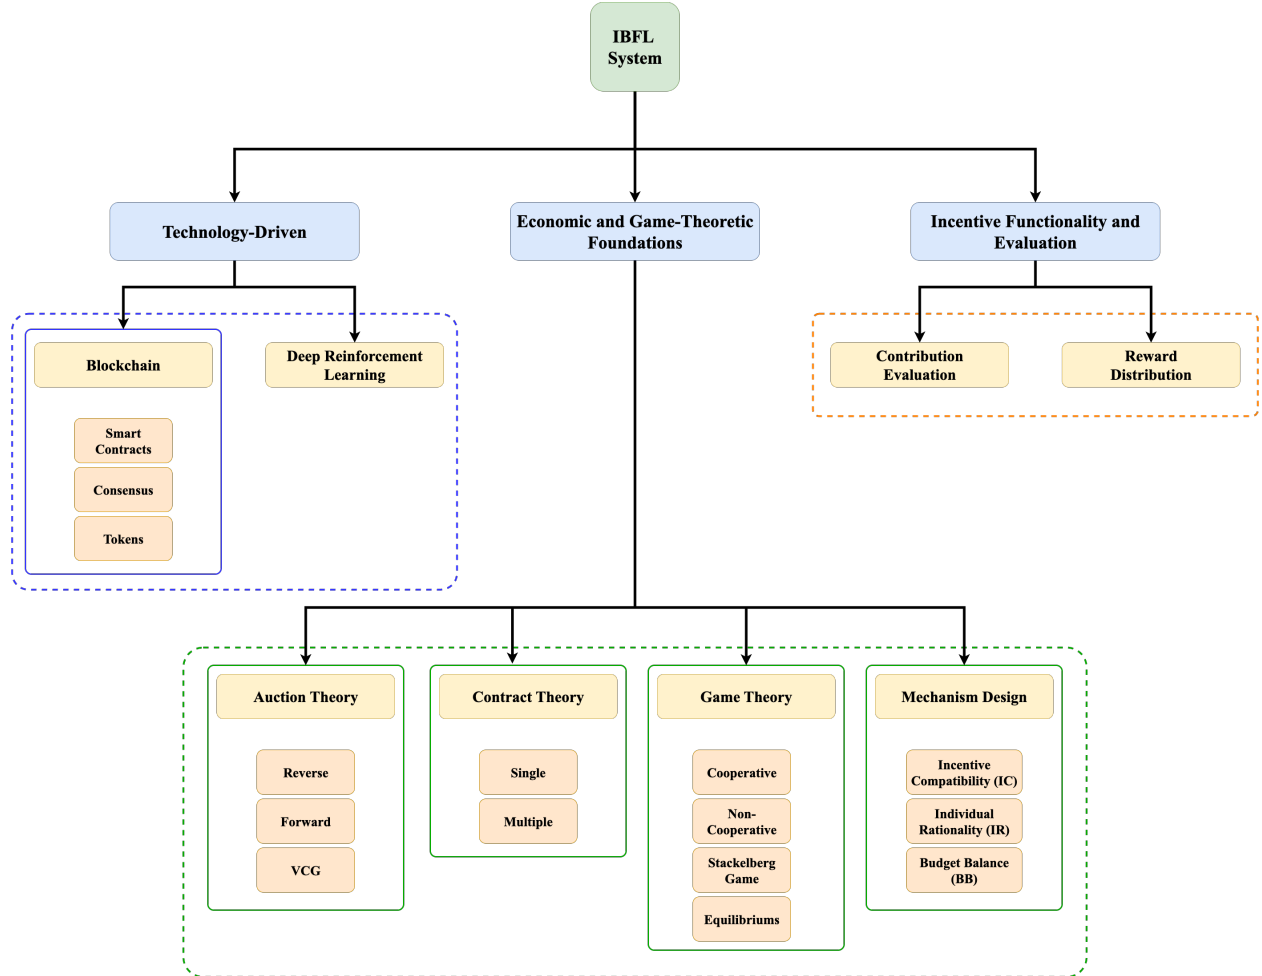 IBFL
System
Technology-Driven
Economic and Game-Theoretic
Foundations
Incentive Functionality and
Evaluation
Blockchain
Deep Reinforcement
Learning
Contribution
Evaluation
Reward
Distribution
Smart
Contracts
Consensus
Tokens
Auction Theory
Contract Theory
Game Theory
Mechanism Design
Reverse
Forward
VCG
Single
Multiple
Cooperative
Non-
Cooperative
Stackelberg
Game
Equilibriums
Incentive
Compatibility (IC)
Individual
Rationality (IR)
Budget Balance
(BB)